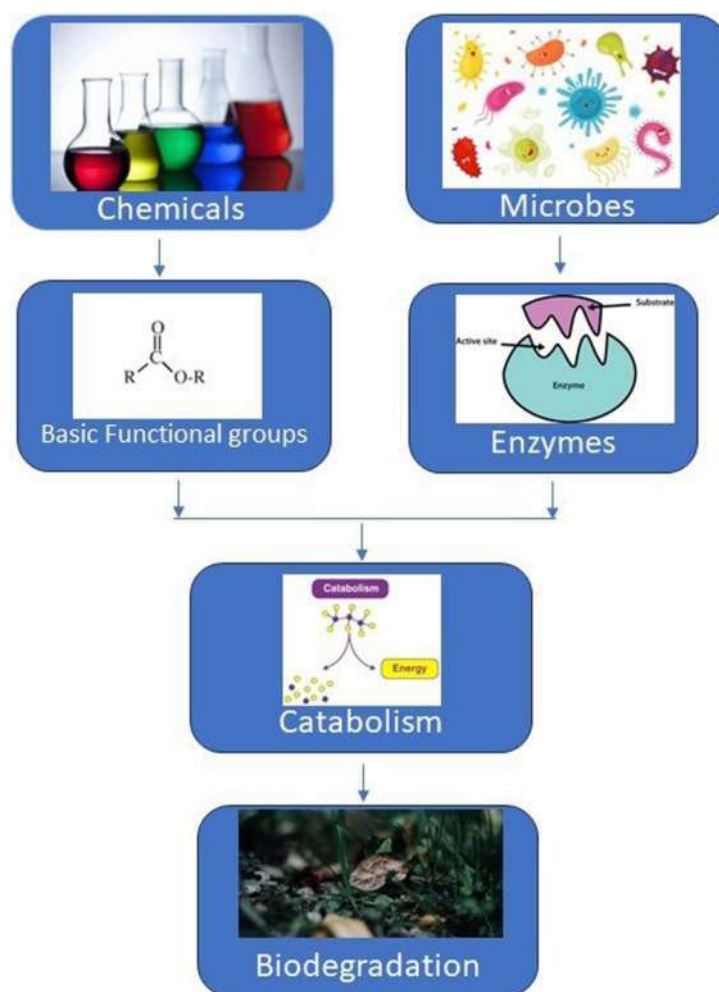 Chemicals
Microbes
O
C
R
O-R
Basic Functional groups
Substrate
Active site
Enzyme
Enzymes
Catabolism
Energy
Catabolism
Biodegradation